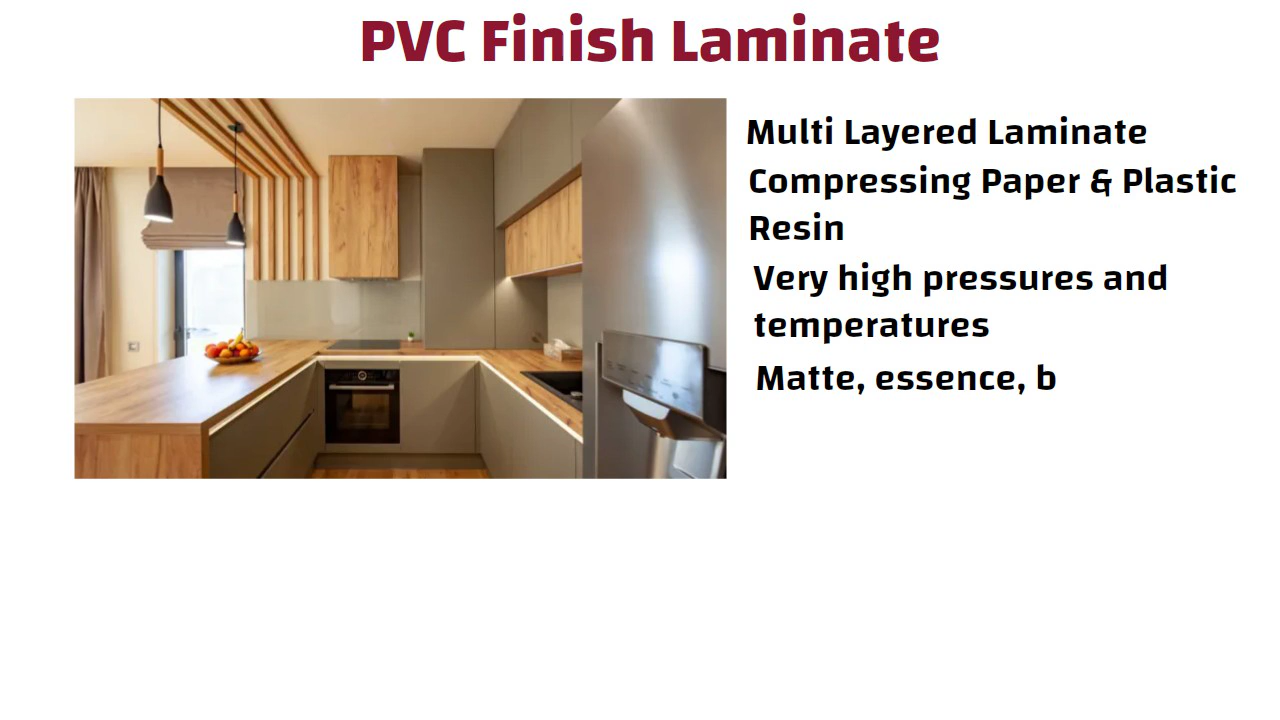 PVC Finish Laminate
Multi Layered Laminate
Compressing Paper & Plastic
Resin
Very high pressures and
temperatures
Matte, essence, b